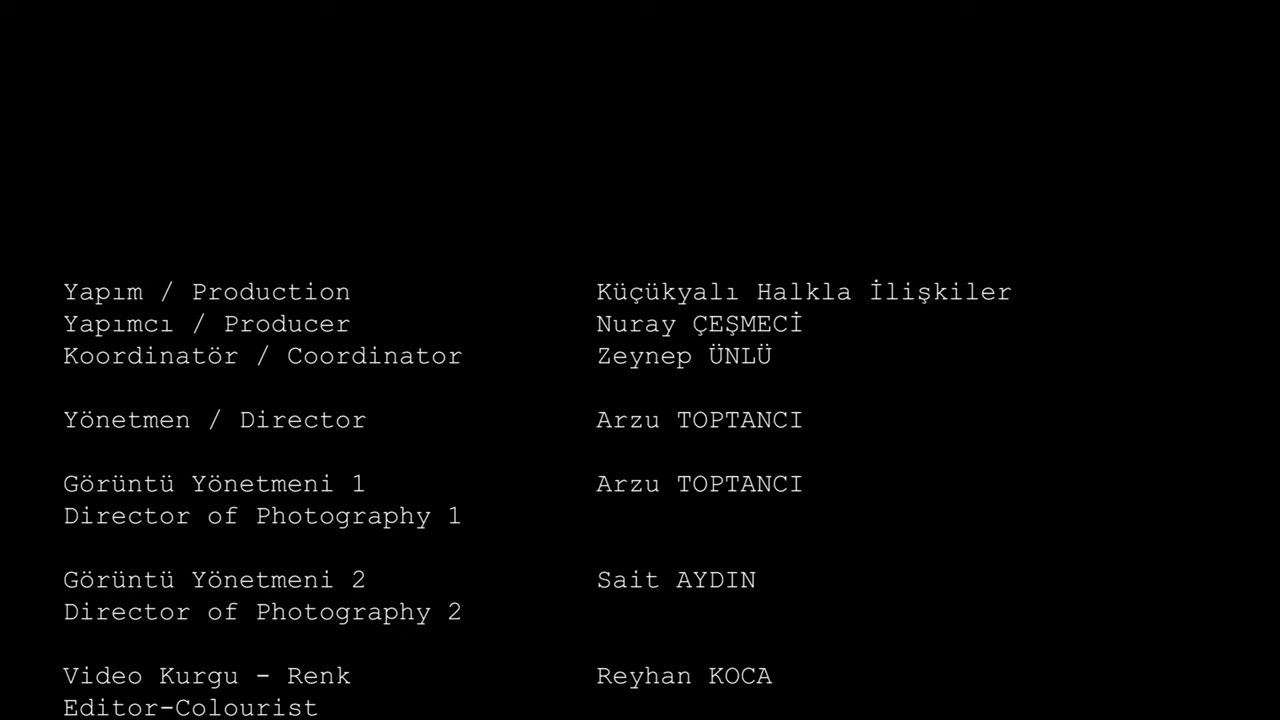 Yapım / Production Küçükyalı Halkla İlişkiler
Yapımcı / Producer Nuray ÇEŞMECİ
Koordinatör / Coordinator Zeynep ÜNLÜ
Yönetmen / Director Arzu TOPTANCI
Görüntü Yönetmeni 1 Arzu TOPTANCI
Director of Photography 1
Görüntü Yönetmeni 2 Sait AYDIN
Director of Photography 2
Video Kurgu - Renk Reyhan KOCA
Editor-Colourist